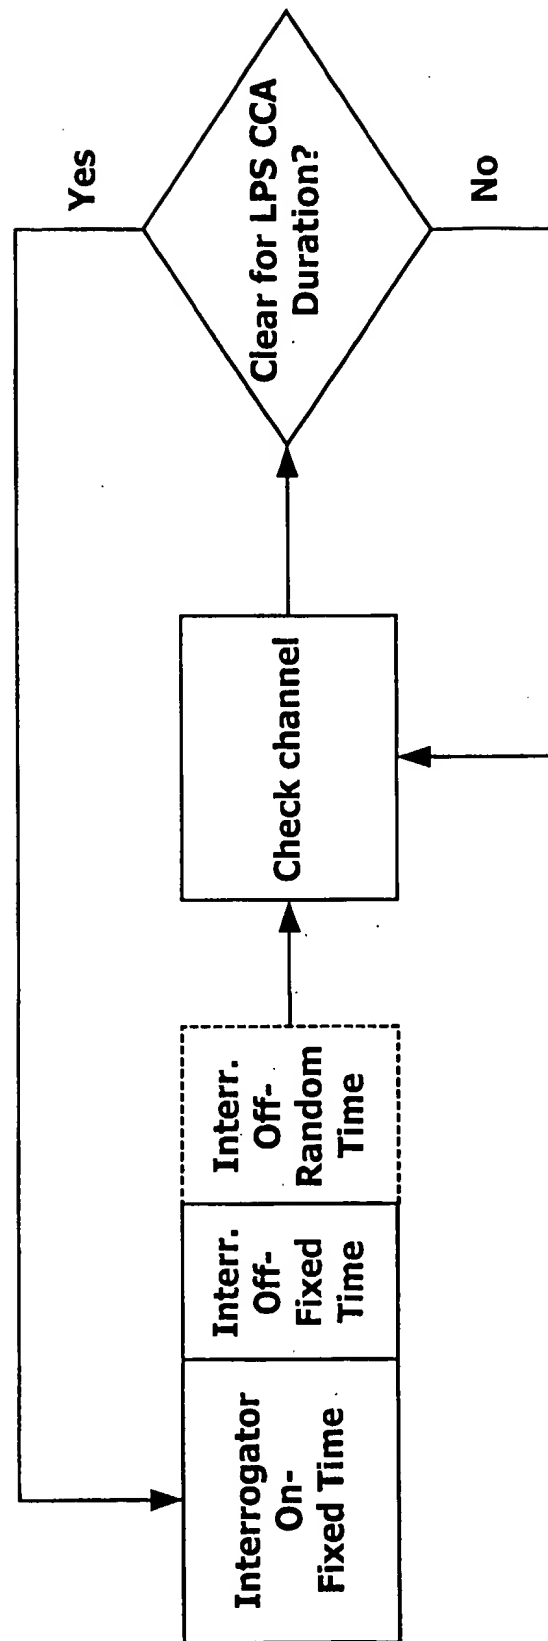 Interrogator
On-
Fixed Time
Interr.
Off-
Fixed
Time
Interr.
Off-
Random
Time
Check channel
Clear for LPS CCA
Duration?
Yes
No